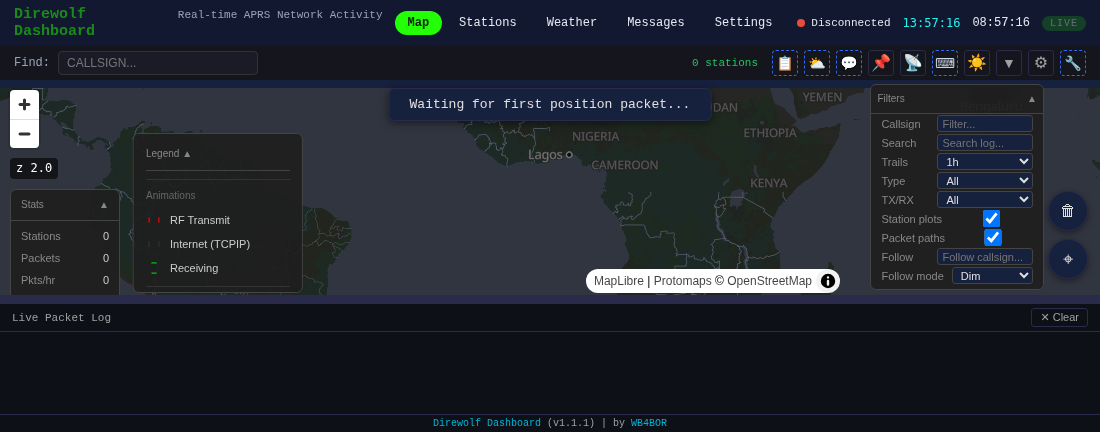 Direwolf Dashboard
Real-time APRS Network Activity
Map
Stations
Weather
Messages
Settings
Disconnected
13:57:16
08:57:16
LIVE
Find:
CALLSIGN...
0 stations
Waiting for first position packet...
YEMEN
NIGERIA
ETHIOPIA
Lagos
CAMEROON
KENYA
z 2.0
Stats ▲
Stations 0
Packets 0
Pkts/hr 0
Legend ▲
Animations
RF Transmit
Internet (TCPIP)
Receiving
Filters ▲
Callsign Filter...
Search Search log...
Trails 1h
Type All
TX/RX All
Station plots
Packet paths
Follow Follow callsign...
Follow mode Dim
MapLibre | Protomaps © OpenStreetMap
Live Packet Log
✕ Clear
Direwolf Dashboard (v1.1.1) | by WB4BOR